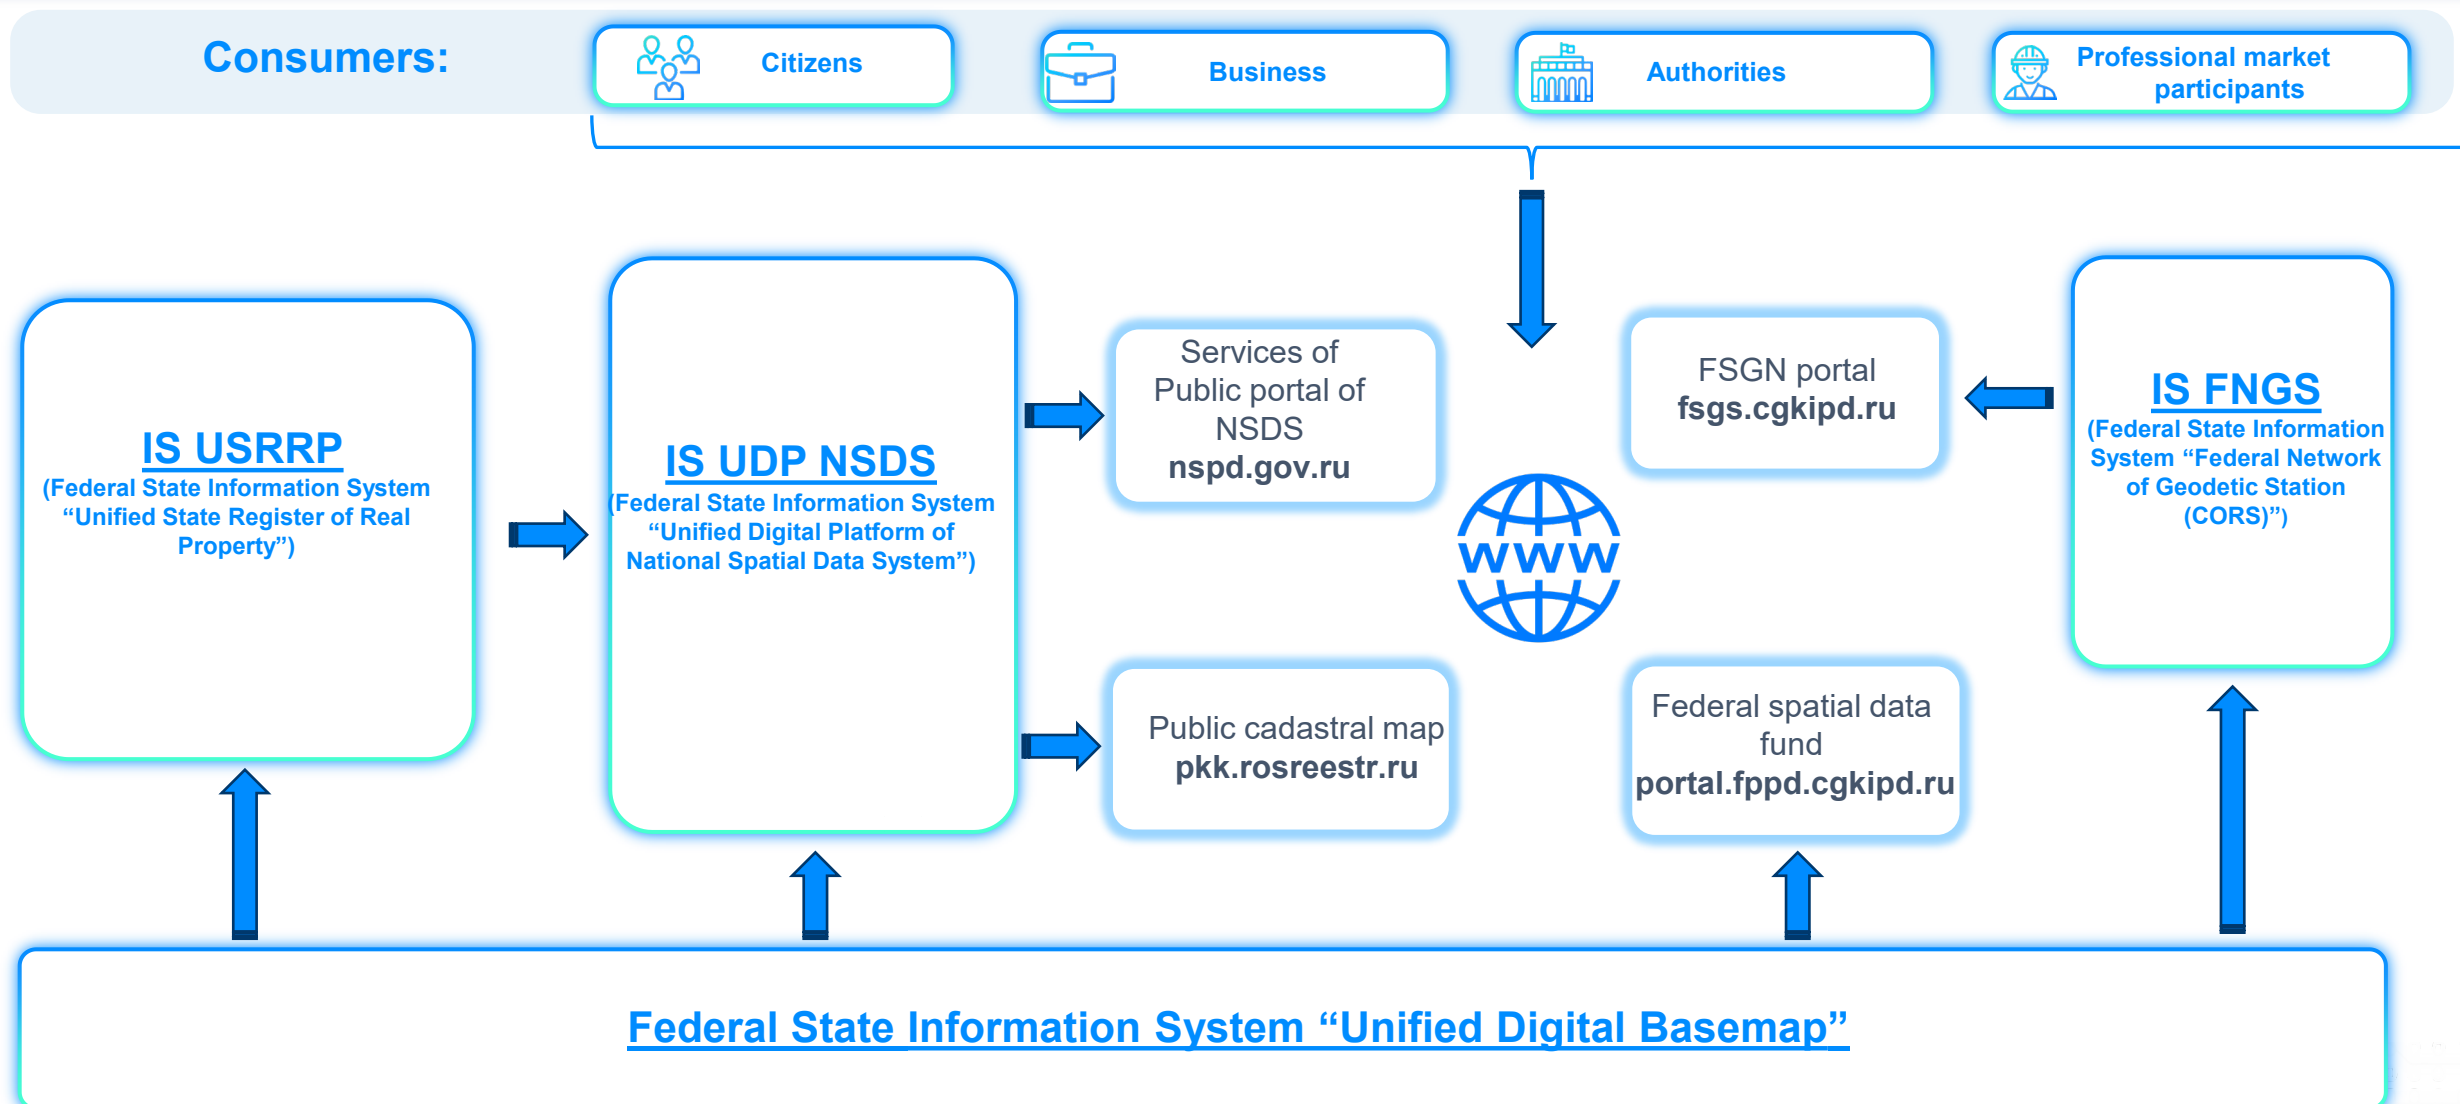 Consumers:
Citizens
Business
Authorities
Professional market
participants
IS USRRP
(Federal State Information System
“Unified State Register of Real
Property”)
IS UDP NSDS
(Federal State Information System
“Unified Digital Platform of
National Spatial Data System”)
Services of
Public portal of
NSDS
nspd.gov.ru
Public cadastral map
pkk.rosreestr.ru
WWW
FSGN portal
fsgs.cgkipd.ru
Federal spatial data
fund
portal.fppd.cgkipd.ru
IS FNGS
(Federal State Information
System “Federal Network
of Geodetic Station
(CORS)”)
Federal State Information System “Unified Digital Basemap”